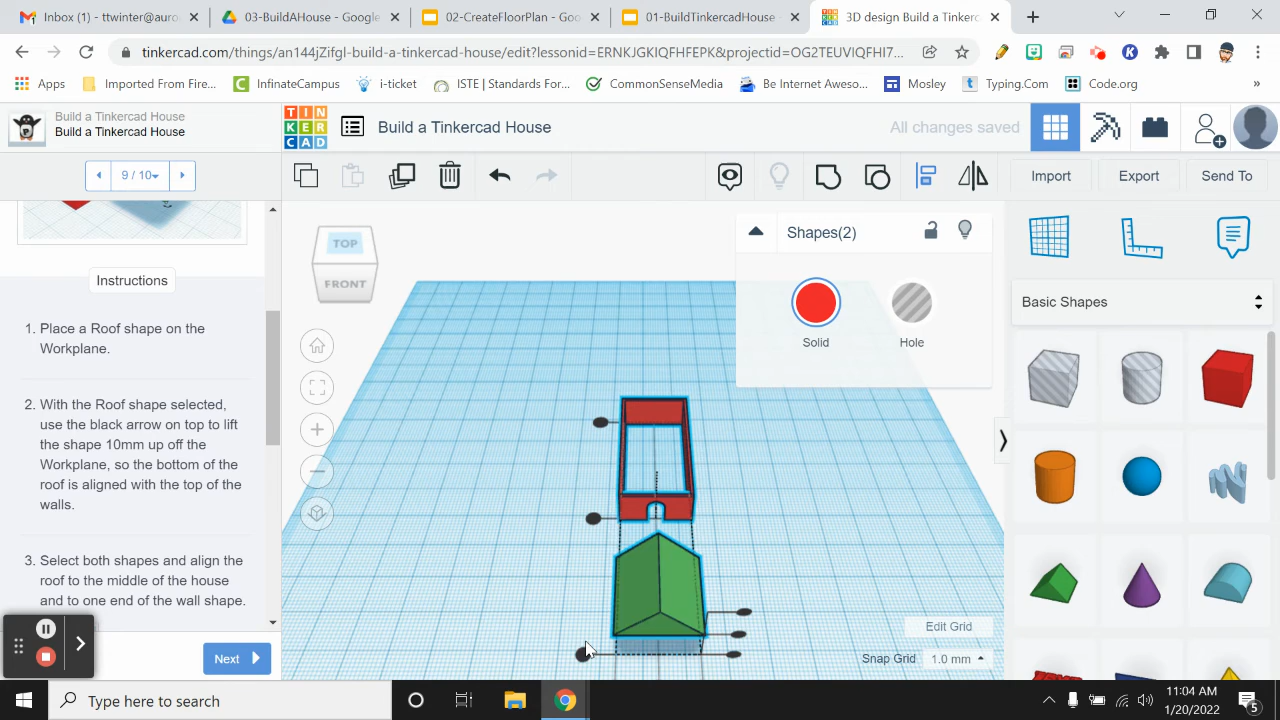 Inbox (1) - ttwinter@auro
03-BuildAHouse - Google
02-CreateFloorPlan - Goo
01-BuildTinkercadHouse -
3D design Build a Tinkerc
tinkercad.com/things/an144jZifgl-build-a-tinkercad-house/edit?lessonid=ERNKJGKIQFHFEPK&projectid=OG2TEUVIQFHI7...
Apps
Imported From Fire...
InfinateCampus
i-ticket
ISTE | Standards For...
CommonSenseMedia
Be Internet Aweso...
Mosley
Typing.Com
Code.org
»
Build a Tinkercad House
Build a Tinkercad House
TIN
KER
CAD
Build a Tinkercad House
All changes saved
9 / 10
Import
Export
Send To
Instructions
1. Place a Roof shape on the
Workplane.
2. With the Roof shape selected,
use the black arrow on top to lift
the shape 10mm up off the
Workplane, so the bottom of the
roof is aligned with the top of the
walls.
3. Select both shapes and align the
roof to the middle of the house
and to one end of the wall shape.
Next
TOP
FRONT
Shapes(2)
Solid
Hole
Edit Grid
Snap Grid 1.0 mm
Basic Shapes
Type here to search
11:04 AM
1/20/2022
5